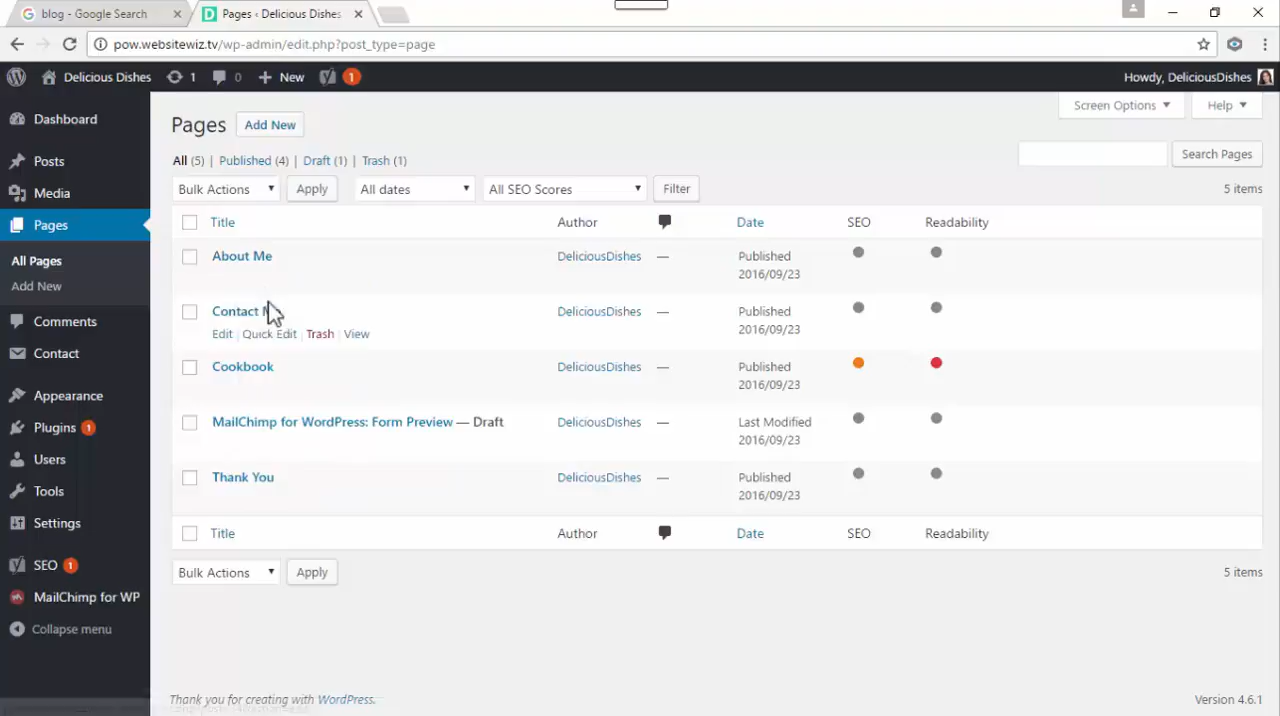 blog - Google Search
Pages ‹ Delicious Dishes
pow.websitewiz.tv/wp-admin/edit.php?post_type=page
Delicious Dishes 1 0 New 1 Howdy, DeliciousDishes
Screen Options Help
Dashboard
Posts
Media
Pages
All Pages
Add New
Comments
Contact
Appearance
Plugins 1
Users
Tools
Settings
SEO 1
MailChimp for WP
Collapse menu
Pages Add New
All (5) | Published (4) | Draft (1) | Trash (1)
Search Pages
Bulk Actions Apply All dates All SEO Scores Filter 5 items
Title Author Date SEO Readability
About Me DeliciousDishes — Published
2016/09/23
Contact DeliciousDishes — Published
2016/09/23
Edit | Quick Edit | Trash | View
Cookbook DeliciousDishes — Published
2016/09/23
MailChimp for WordPress: Form Preview — Draft DeliciousDishes — Last Modified
2016/09/23
Thank You DeliciousDishes — Published
2016/09/23
Title Author Date SEO Readability
Bulk Actions Apply 5 items
Thank you for creating with WordPress. Version 4.6.1